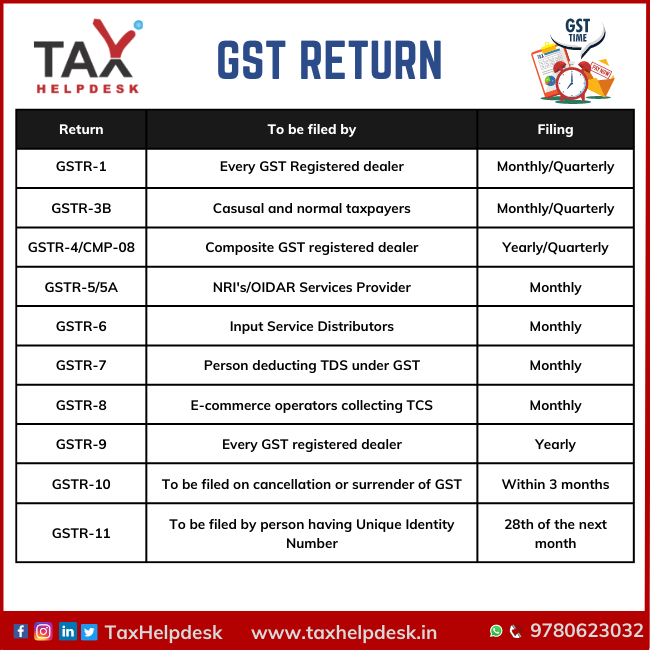 TAX
HELPDESK
GST RETURN
GST
TIME
PAY NOW!
Return To be filed by Filing
GSTR-1 Every GST Registered dealer Monthly/Quarterly
GSTR-3B Casusal and normal taxpayers Monthly/Quarterly
GSTR-4/CMP-08 Composite GST registered dealer Yearly/Quarterly
GSTR-5/5A NRI's/OIDAR Services Provider Monthly
GSTR-6 Input Service Distributors Monthly
GSTR-7 Person deducting TDS under GST Monthly
GSTR-8 E-commerce operators collecting TCS Monthly
GSTR-9 Every GST registered dealer Yearly
GSTR-10 To be filed on cancellation or surrender of GST Within 3 months
GSTR-11 To be filed by person having Unique Identity 28th of the next
Number month
TaxHelpdesk www.taxhelpdesk.in 9780623032